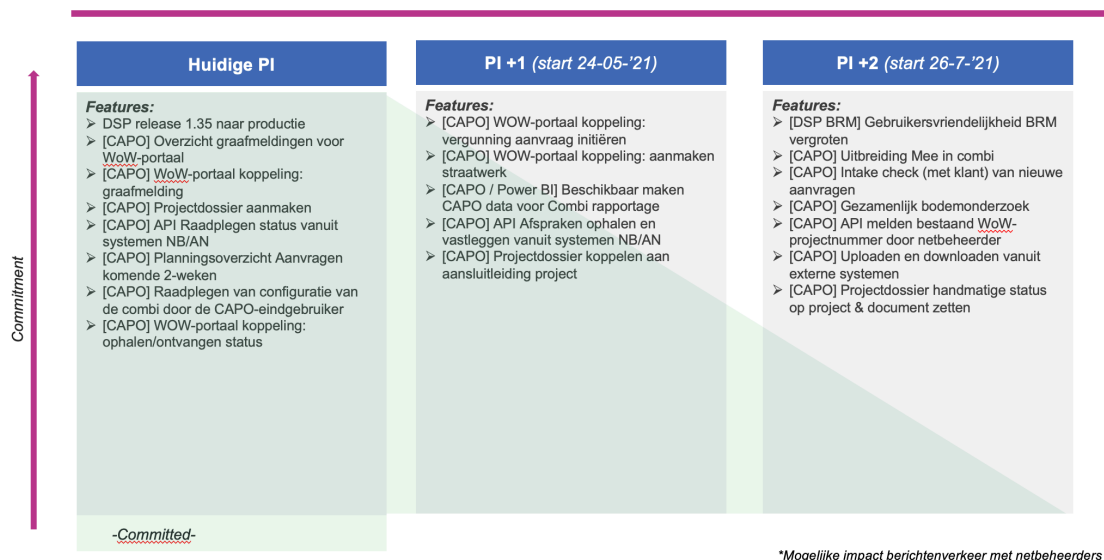 Huidige PI
Features:
➢ DSP release 1.35 naar productie
➢ [CAPO] Overzicht graafmeldingen voor
WoW-portaal
➢ [CAPO] WoW-portaal koppeling:
graafmelding
➢ [CAPO] Projectdossier aanmaken
➢ [CAPO] API Raadplegen status vanuit
systemen NB/AN
➢ [CAPO] Planningsoverzicht Aanvragen
komende 2-weken
➢ [CAPO] Raadplegen van configuratie van
de combi door de CAPO-eindgebruiker
➢ [CAPO] WOW-portaal koppeling:
ophalen/ontvangen status
-Committed-
PI +1 (start 24-05-'21)
Features:
➢ [CAPO] WOW-portaal koppeling:
vergunning aanvraag initiëren
➢ [CAPO] WOW-portaal koppeling: aanmaken
straatwerk
➢ [CAPO / Power BI] Beschikbaar maken
CAPO data voor Combi rapportage
➢ [CAPO] API Afspraken ophalen en
vastleggen vanuit systemen NB/AN
➢ [CAPO] Projectdossier koppelen aan
aansluitleiding project
PI +2 (start 26-7-'21)
Features:
➢ [DSP BRM] Gebruikersvriendelijkheid BRM
vergroten
➢ [CAPO] Uitbreiding Mee in combi
➢ [CAPO] Intake check (met klant) van nieuwe
aanvragen
➢ [CAPO] Gezamenlijk bodemonderzoek
➢ [CAPO] API melden bestaand WoW-
projectnummer door netbeheerder
➢ [CAPO] Uploaden en downloaden vanuit
externe systemen
➢ [CAPO] Projectdossier handmatige status
op project & document zetten
Commitment
*Mogelijke impact berichtenverkeer met netbeheerders